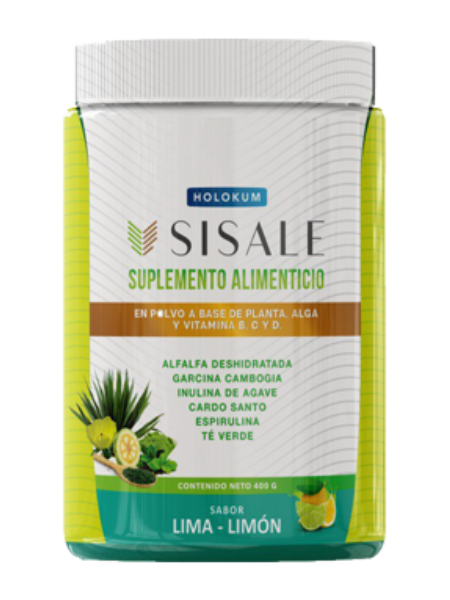 HOLOKUM
SISALE
SUPLEMENTO ALIMENTICIO
EN POLVO A BASE DE PLANTA, ALGA
Y VITAMINA B, C Y D.
ALFALFA DESHIDRATADA
GARCINA CAMBOGIA
INULINA DE AGAVE
CARDO SANTO
ESPIRULINA
TÉ VERDE
CONTENIDO NETO 400 G
SABOR
LIMA - LIMÓN